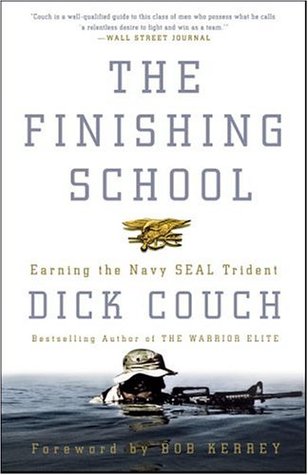 "Couch is a well-qualified guide to this class of men who possess what he calls
'a relentless desire to fight and win as a team.'"
—WALL STREET JOURNAL
THE
FINISHING
SCHOOL
Earning the Navy SEAL Trident
DICK COUCH
Bestselling Author of THE WARRIOR ELITE
Foreword by BOB KERREY